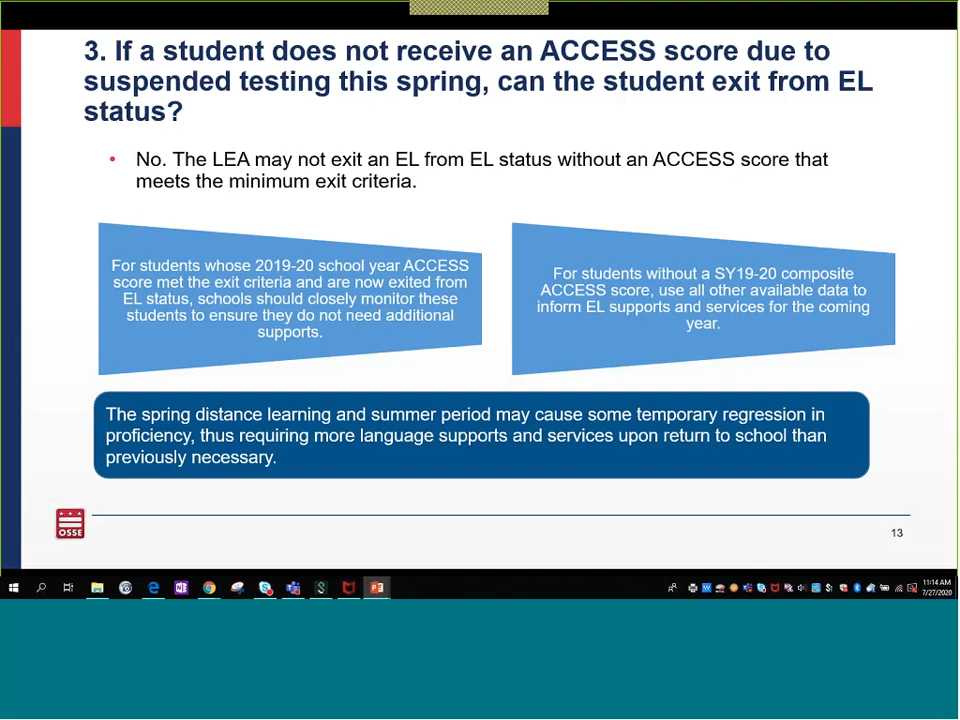 3. If a student does not receive an ACCESS score due to
suspended testing this spring, can the student exit from EL
status?
• No. The LEA may not exit an EL from EL status without an ACCESS score that
meets the minimum exit criteria.
For students whose 2019-20 school year ACCESS
score met the exit criteria and are now exited from
EL status, schools should closely monitor these
students to ensure they do not need additional
supports.
For students without a SY19-20 composite
ACCESS score, use all other available data to
inform EL supports and services for the coming
year.
The spring distance learning and summer period may cause some temporary regression in
proficiency, thus requiring more language supports and services upon return to school than
previously necessary.
OSSE
13
11:14 AM
7/27/2020